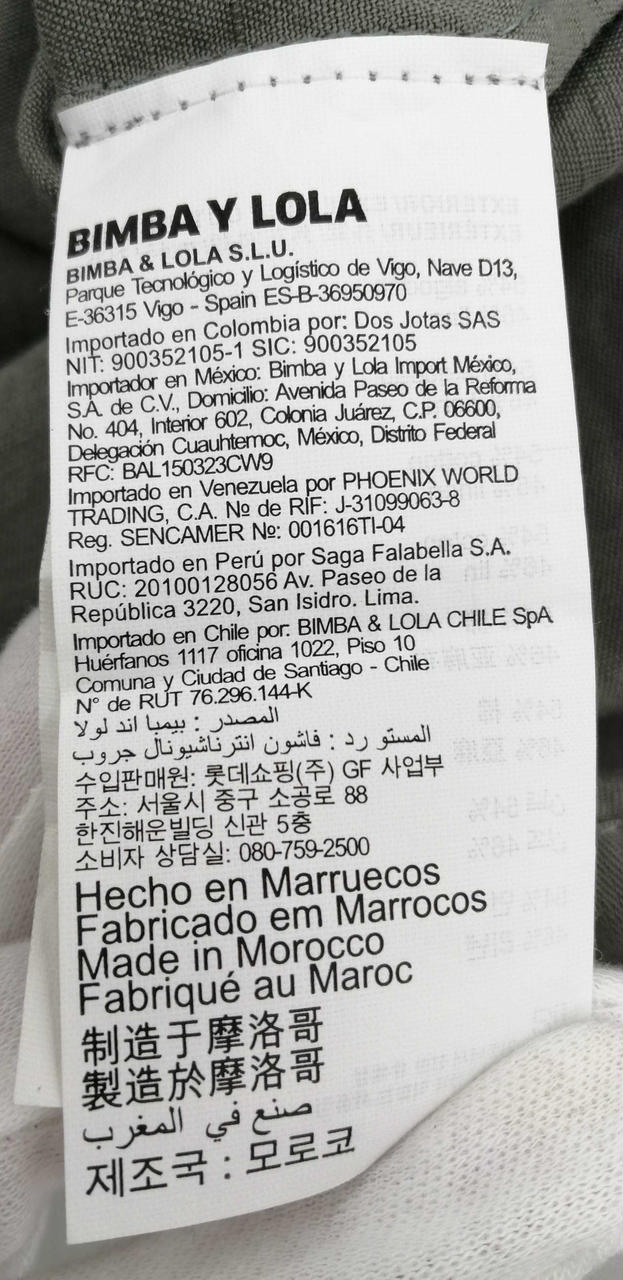 BIMBA Y LOLA
BIMBA & LOLA S.L.U.
Parque Tecnológico y Logístico de Vigo, Nave D13,
E-36315 Vigo - Spain ES-B-36950970
Importado en Colombia por: Dos Jotas SAS
NIT: 900352105-1 SIC: 900352105
Importador en México: Bimba y Lola Import México,
S.A. de C.V., Domicilio: Avenida Paseo de la Reforma
No. 404, Interior 602, Colonia Juárez, C.P. 06600,
Delegación Cuauhtemoc, México, Distrito Federal
RFC: BAL150323CW9
Importado en Venezuela por PHOENIX WORLD
TRADING, C.A. Nº de RIF: J-31099063-8
Reg. SENCAMER Nº: 001616TI-04
Importado en Perú por Saga Falabella S.A.
RUC: 20100128056 Av. Paseo de la
República 3220, San Isidro. Lima.
Importado en Chile por: BIMBA & LOLA CHILE SpA
Huérfanos 1117 oficina 1022, Piso 10
Comuna y Ciudad de Santiago - Chile
N° de RUT 76.296.144-K
المصدر : بيمبا اند لولا
المستو رد : فاشون انترناشيونال جروب
수입판매원: 롯데쇼핑(주) GF 사업부
주소: 서울시 중구 소공로 88
한진해운빌딩 신관 5층
소비자 상담실: 080-759-2500
Hecho en Marruecos
Fabricado em Marrocos
Made in Morocco
Fabriqué au Maroc
制造于摩洛哥
製造於摩洛哥
صنع في المغرب
제조국 : 모로코